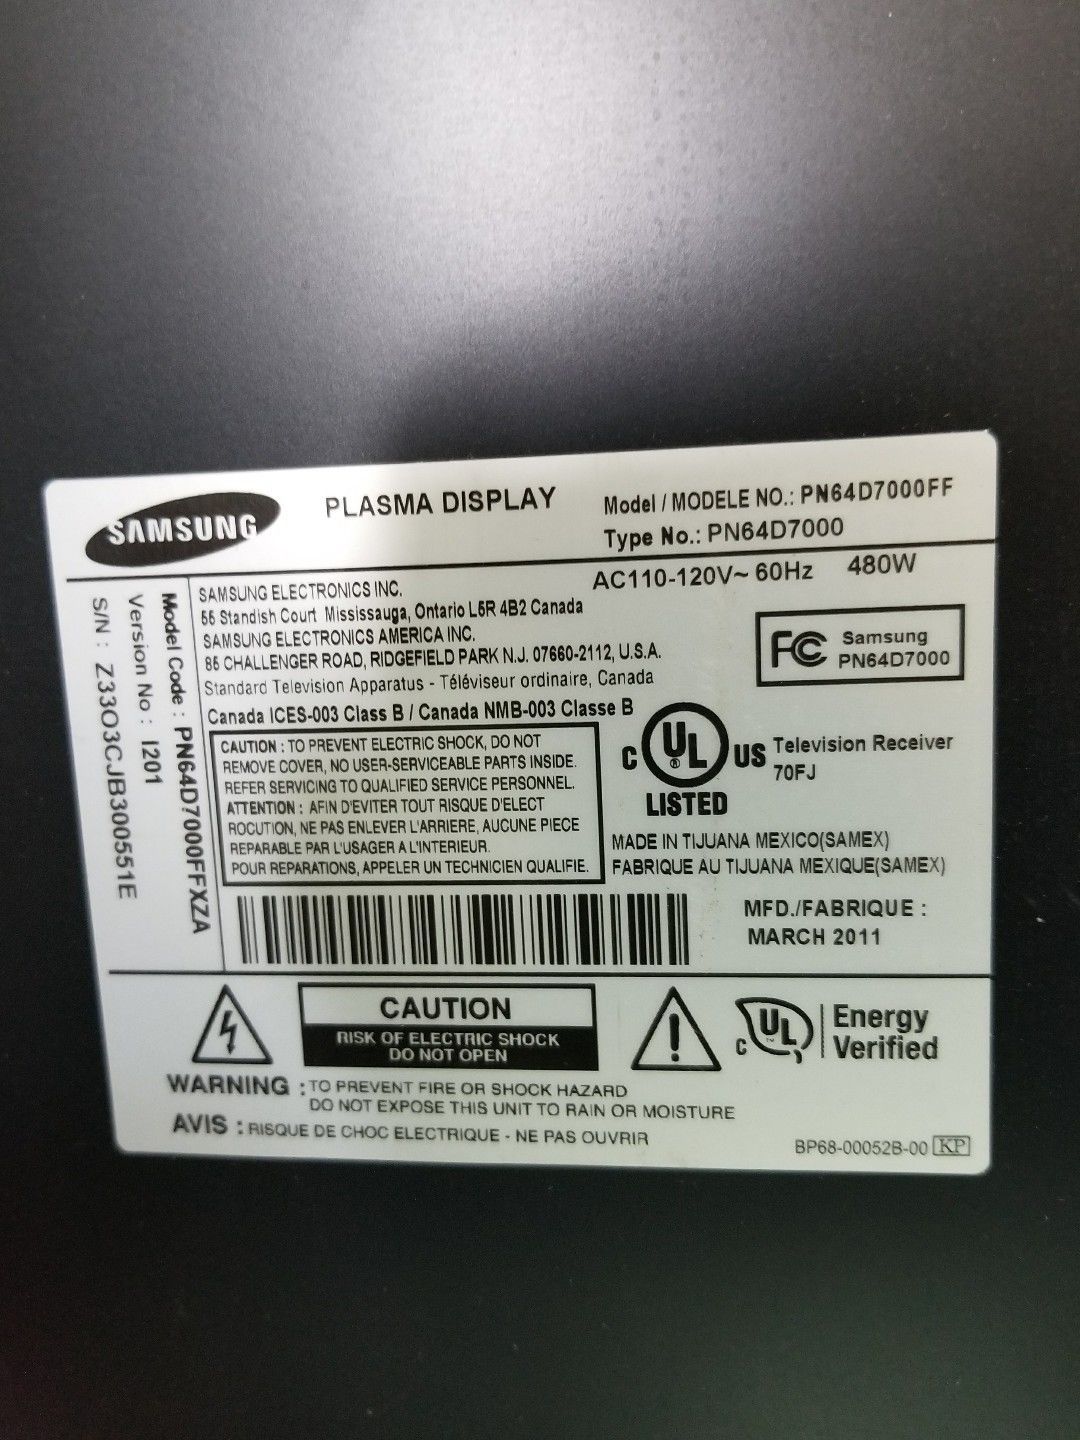 SAMSUNG
PLASMA DISPLAY
Model / MODELE NO.: PN64D7000FF
Type No.: PN64D7000
AC110-120V~ 60Hz 480W
SAMSUNG ELECTRONICS INC.
55 Standish Court Mississauga, Ontario L5R 4B2 Canada
SAMSUNG ELECTRONICS AMERICA INC.
85 CHALLENGER ROAD, RIDGEFIELD PARK N.J. 07660-2112, U.S.A.
Standard Television Apparatus - Téléviseur ordinaire, Canada
Canada ICES-003 Class B / Canada NMB-003 Classe B
FC
Samsung
PN64D7000
Model Code : PN64D7000FFXZA
Version No : I201
S/N : Z33O3CJB300551E
CAUTION : TO PREVENT ELECTRIC SHOCK, DO NOT
REMOVE COVER, NO USER-SERVICEABLE PARTS INSIDE.
REFER SERVICING TO QUALIFIED SERVICE PERSONNEL.
ATTENTION : AFIN D'EVITER TOUT RISQUE D'ELECT
ROCUTION, NE PAS ENLEVER L'ARRIERE, AUCUNE PIECE
REPARABLE PAR L'USAGER A L'INTERIEUR.
POUR REPARATIONS, APPELER UN TECHNICIEN QUALIFIE.
C UL ® US
LISTED
Television Receiver
70FJ
MADE IN TIJUANA MEXICO(SAMEX)
FABRIQUE AU TIJUANA MEXIQUE(SAMEX)
MFD./FABRIQUE :
MARCH 2011
CAUTION
RISK OF ELECTRIC SHOCK
DO NOT OPEN
C UL ™
Energy
Verified
WARNING : TO PREVENT FIRE OR SHOCK HAZARD
DO NOT EXPOSE THIS UNIT TO RAIN OR MOISTURE
AVIS : RISQUE DE CHOC ELECTRIQUE - NE PAS OUVRIR
BP68-00052B-00 KP